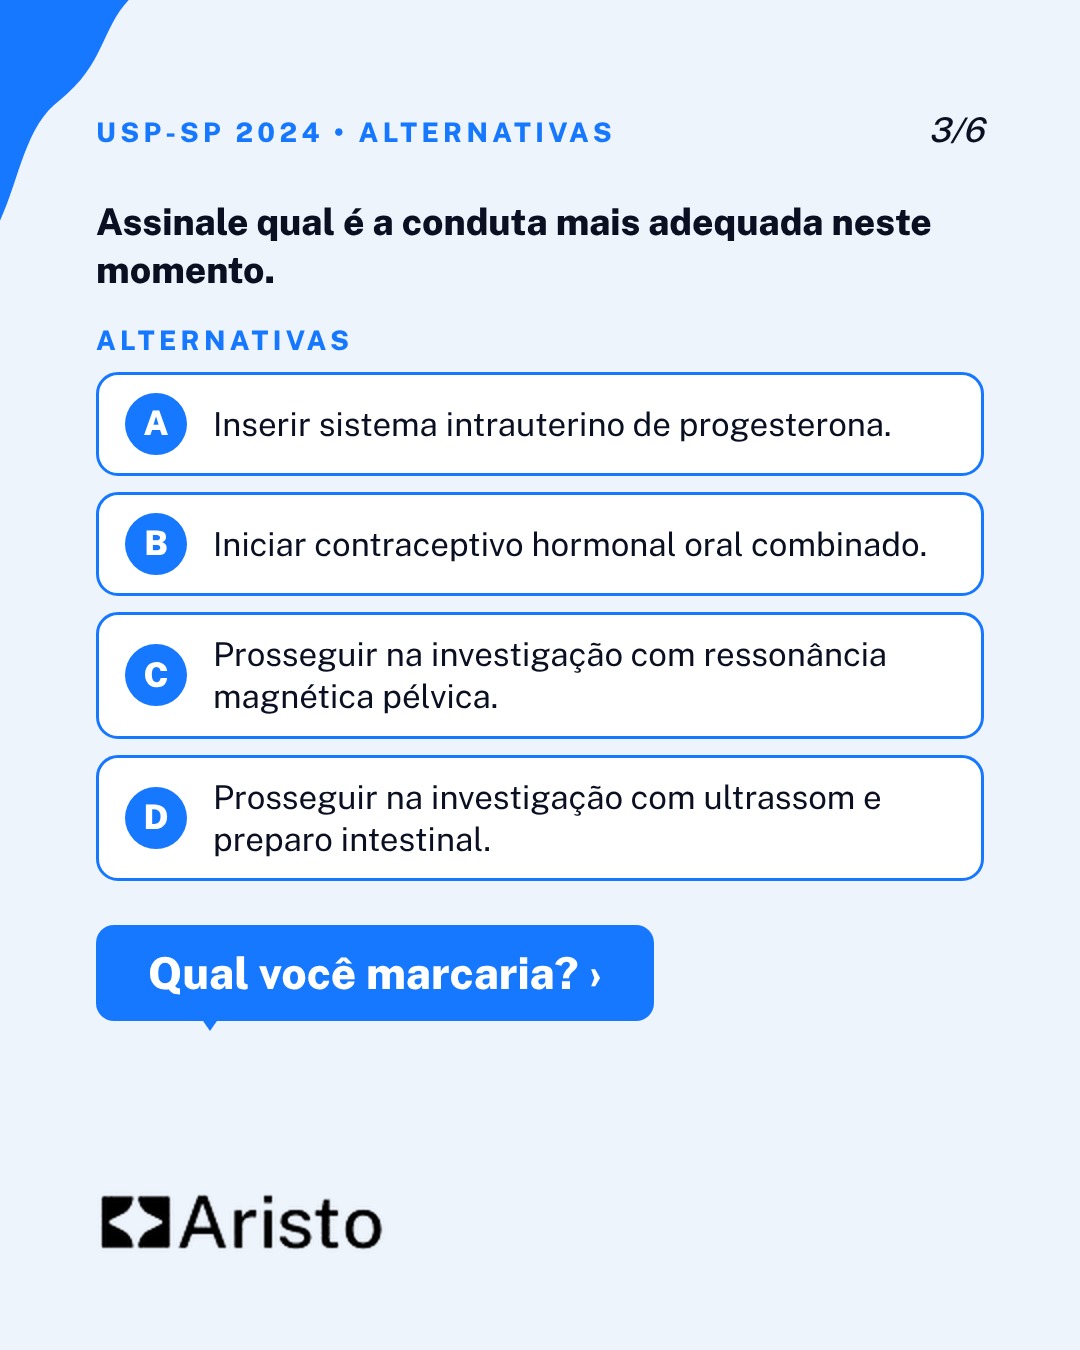 USP-SP 2024 • ALTERNATIVAS
3/6
Assinale qual é a conduta mais adequada neste
momento.
ALTERNATIVAS
A Inserir sistema intrauterino de progesterona.
B Iniciar contraceptivo hormonal oral combinado.
C Prosseguir na investigação com ressonância
magnética pélvica.
D Prosseguir na investigação com ultrassom e
preparo intestinal.
Qual você marcaria? ›
Aristo